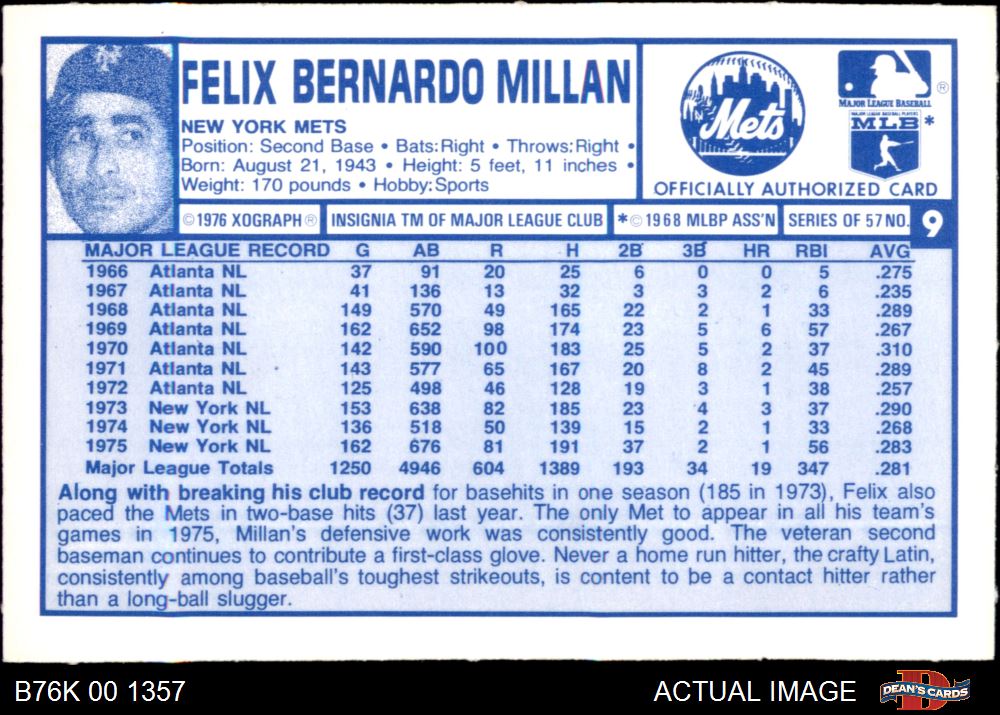 NY
FELIX BERNARDO MILLAN
NEW YORK METS
Position: Second Base • Bats:Right • Throws:Right •
Born: August 21, 1943 • Height: 5 feet, 11 inches •
Weight: 170 pounds • Hobby:Sports
Mets
®
MAJOR LEAGUE BASEBALL
MAJOR LEAGUE BASEBALL PLAYERS
MLB *
OFFICIALLY AUTHORIZED CARD
© 1976 XOGRAPH ® INSIGNIA TM OF MAJOR LEAGUE CLUB *© 1968 MLBP ASS'N SERIES OF 57 NO. 9
MAJOR LEAGUE RECORD G AB R H 2B 3B HR RBI AVG
1966 Atlanta NL 37 91 20 25 6 0 0 5 .275
1967 Atlanta NL 41 136 13 32 3 3 2 6 .235
1968 Atlanta NL 149 570 49 165 22 2 1 33 .289
1969 Atlanta NL 162 652 98 174 23 5 6 57 .267
1970 Atlanta NL 142 590 100 183 25 5 2 37 .310
1971 Atlanta NL 143 577 65 167 20 8 2 45 .289
1972 Atlanta NL 125 498 46 128 19 3 1 38 .257
1973 New York NL 153 638 82 185 23 4 3 37 .290
1974 New York NL 136 518 50 139 15 2 1 33 .268
1975 New York NL 162 676 81 191 37 2 1 56 .283
Major League Totals 1250 4946 604 1389 193 34 19 347 .281
Along with breaking his club record for basehits in one season (185 in 1973), Felix also
paced the Mets in two-base hits (37) last year. The only Met to appear in all his team's
games in 1975, Millan's defensive work was consistently good. The veteran second
baseman continues to contribute a first-class glove. Never a home run hitter, the crafty Latin,
consistently among baseball's toughest strikeouts, is content to be a contact hitter rather
than a long-ball slugger.
B76K 00 1357
ACTUAL IMAGE
D
DEAN'S CARDS